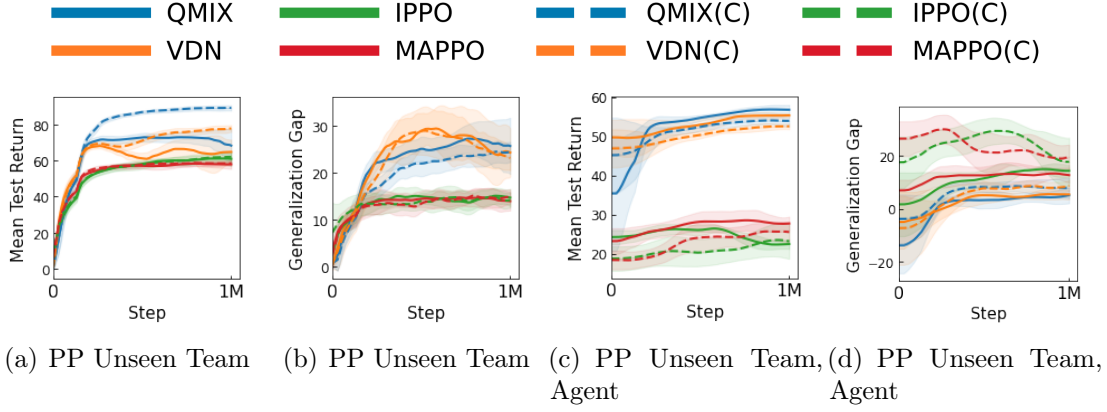 QMIX IPPO QMIX(C) IPPO(C)
VDN MAPPO VDN(C) MAPPO(C)
Mean Test Return
80
60
40
20
0
0 1M
Step
Generalization Gap
30
20
10
0
0 1M
Step
Mean Test Return
60
50
40
30
20
0 1M
Step
Generalization Gap
20
0
−20
0 1M
Step
(a) PP Unseen Team
(b) PP Unseen Team
(c) PP Unseen Team,
Agent
(d) PP Unseen Team,
Agent